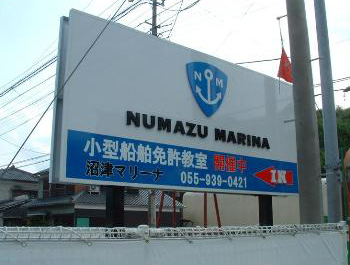 N M
NUMAZU MARINA
小型船舶免許教室 開催中
沼津マリーナ 055-939-0421
1K